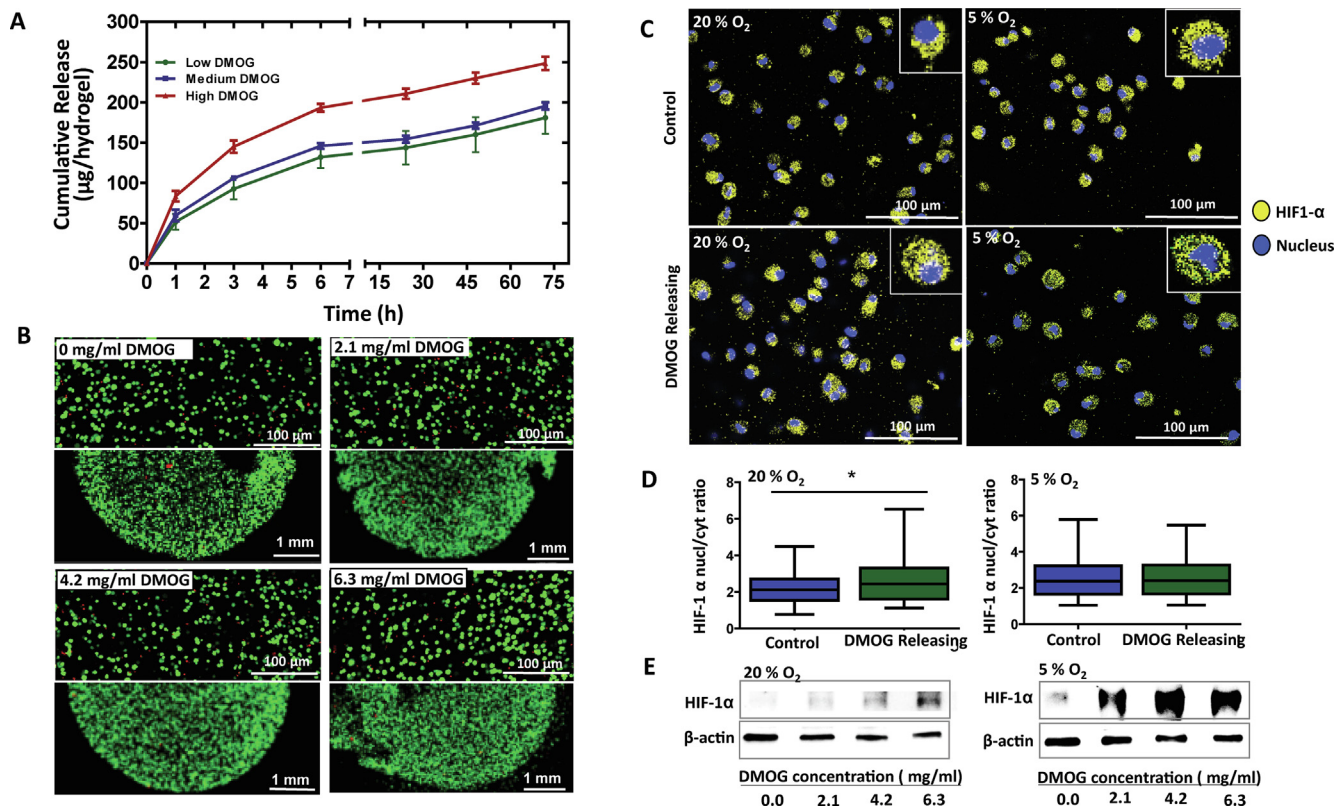 A
Cumulative Release
(µg/hydrogel)
300
250
200
150
100
50
0
Low DMOG
Medium DMOG
High DMOG
0 1 2 3 4 5 6 7 15 30 45 60 75
Time (h)
B
0 mg/ml DMOG
100 µm
1 mm
2.1 mg/ml DMOG
100 µm
1 mm
4.2 mg/ml DMOG
100 µm
1 mm
6.3 mg/ml DMOG
100 µm
1 mm
C
Control
20 % O2
100 µm
5 % O2
100 µm
DMOG Releasing
20 % O2
100 µm
5 % O2
100 µm
HIF1-α
Nucleus
D
HIF-1 α nucl/cyt ratio
8
6
4
2
0
20 % O2
*
Control DMOG Releasing
HIF-1 α nucl/cyt ratio
8
6
4
2
0
5 % O2
Control DMOG Releasing
E
20 % O2
HIF-1α
β-actin
DMOG concentration ( mg/ml)
0.0 2.1 4.2 6.3
5 % O2
HIF-1α
β-actin
DMOG concentration ( mg/ml)
0.0 2.1 4.2 6.3